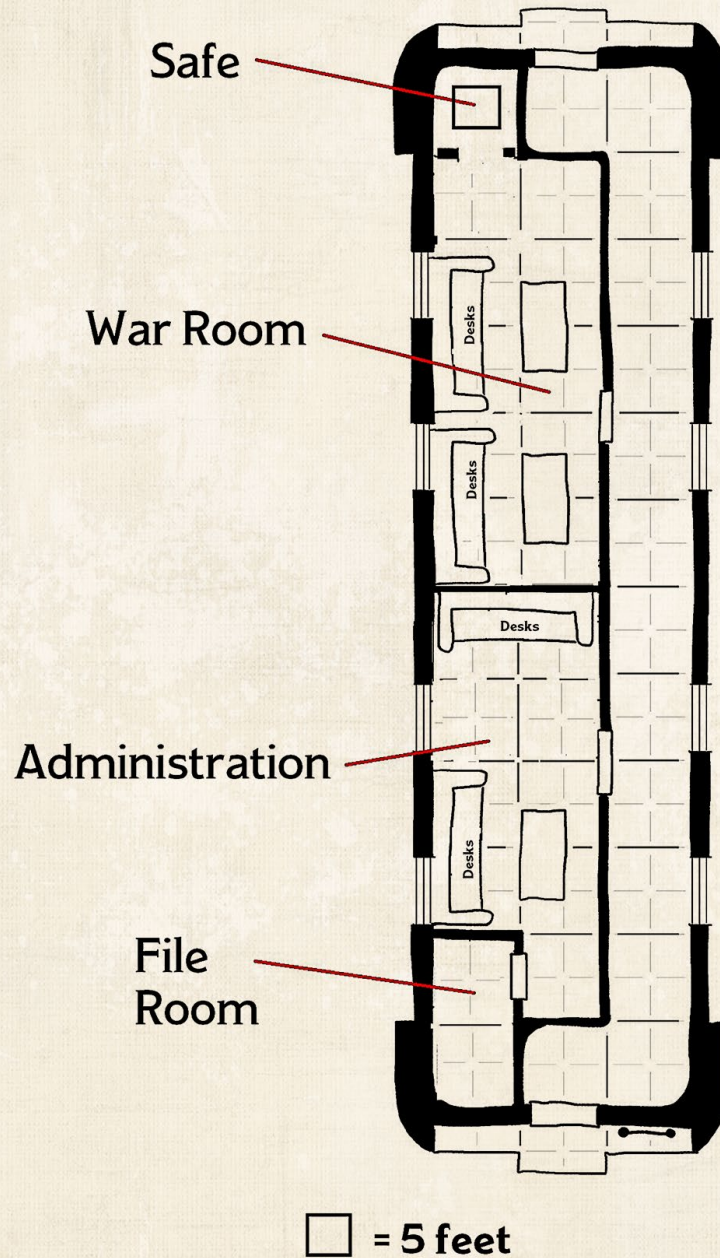 Safe
War Room
Desks
Desks
Desks
Administration
Desks
File
Room
= 5 feet